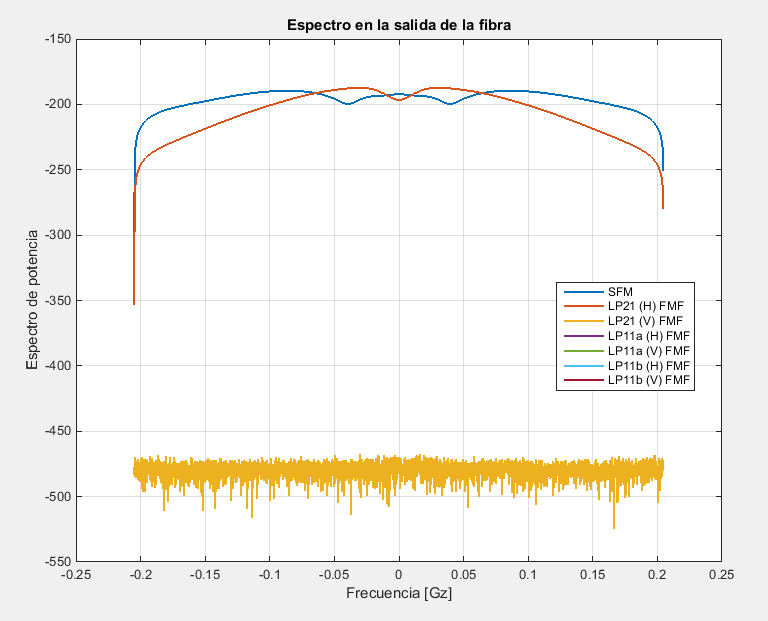 Espectro en la salida de la fibra
Espectro de potencia
-150
-200
-250
-300
-350
-400
-450
-500
-550
SFM
LP21 (H) FMF
LP21 (V) FMF
LP11a (H) FMF
LP11a (V) FMF
LP11b (H) FMF
LP11b (V) FMF
-0.25 -0.2 -0.15 -0.1 -0.05 0 0.05 0.1 0.15 0.2 0.25
Frecuencia [Gz]